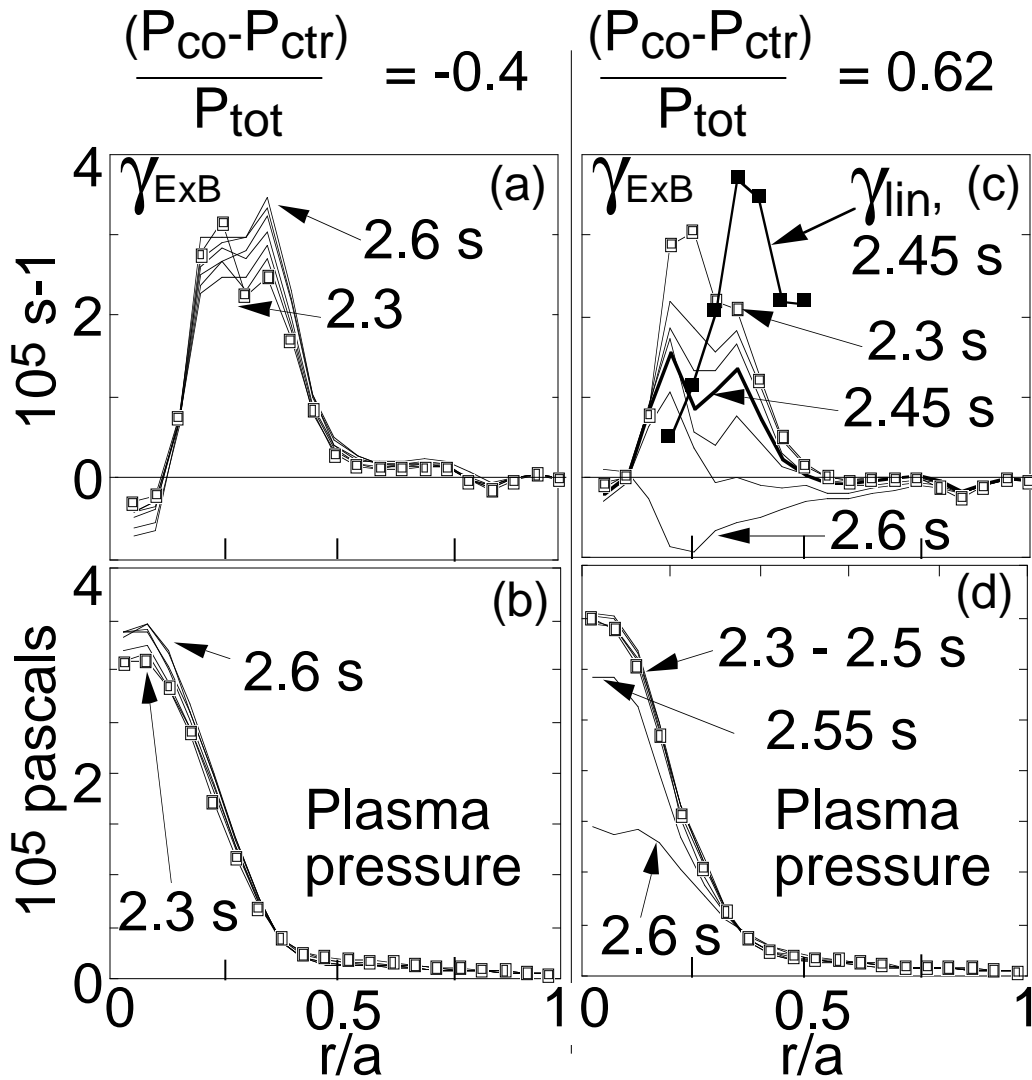 (Pco-Pctr)
Ptot
= -0.4
(Pco-Pctr)
Ptot
= 0.62
4
2
0
10⁵ s-1
γExB
(a)
2.6 s
2.3
γExB
(c)
γlin,
2.45 s
2.3 s
2.45 s
2.6 s
4
2
0
10⁵ pascals
(b)
2.6 s
2.3 s
Plasma
pressure
(d)
2.3 - 2.5 s
2.55 s
2.6 s
Plasma
pressure
0
0.5
1
r/a
0
0.5
1
r/a